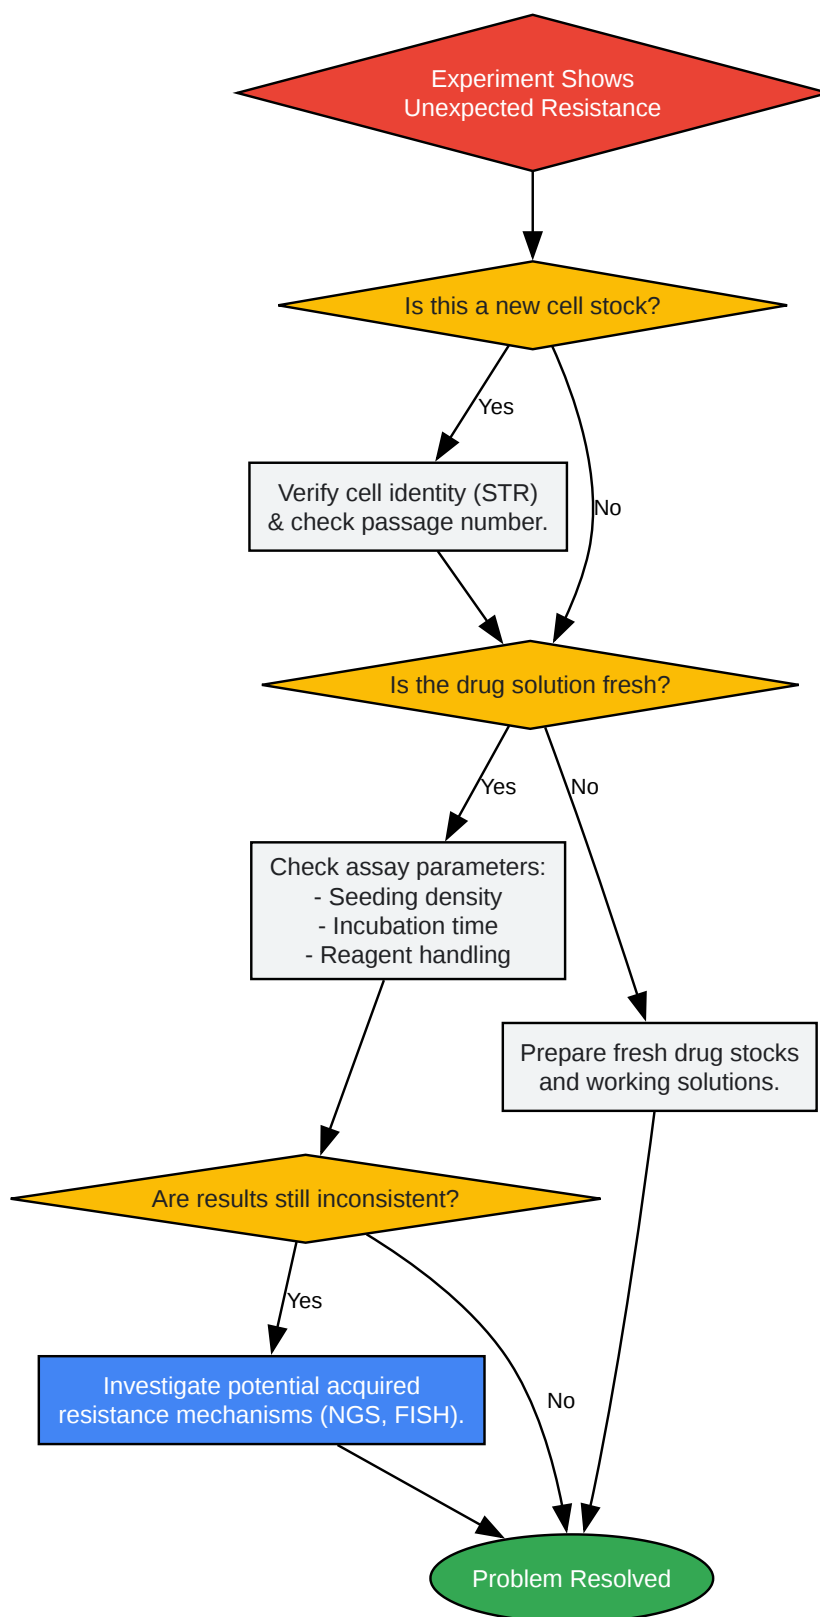 Experiment Shows
Unexpected Resistance
Is this a new cell stock?
Yes
Verify cell identity (STR)
& check passage number.
No
Is the drug solution fresh?
Yes
No
Check assay parameters:
- Seeding density
- Incubation time
- Reagent handling
Prepare fresh drug stocks
and working solutions.
Are results still inconsistent?
Yes
Investigate potential acquired
resistance mechanisms (NGS, FISH).
No
Problem Resolved